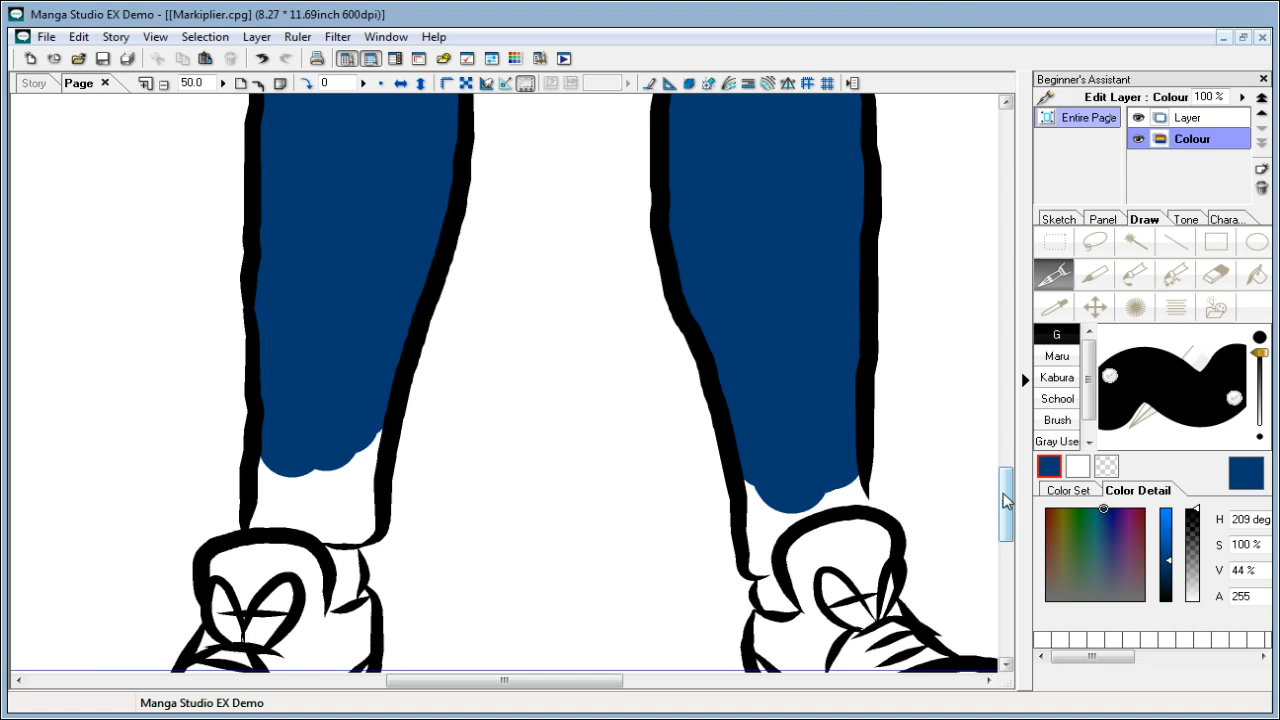 Manga Studio EX Demo - [[Markiplier.cpg] (8.27 * 11.69inch 600dpi)]
File Edit Story View Selection Layer Ruler Filter Window Help
Story Page 50.0 0
Beginner's Assistant
Edit Layer : Colour 100 %
Entire Page
Layer
Colour
Sketch Panel Draw Tone Chara...
G
Maru
Kabura
School
Brush
Gray Use
Color Set Color Detail
H 209 deg
S 100 %
V 44 %
A 255
Manga Studio EX Demo